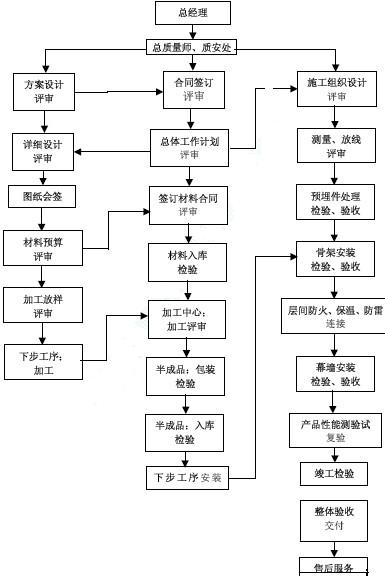 总经理
总质量师、质安处
方案设计
评审
详细设计
评审
图纸会签
材料预算
评审
加工放样
评审
下步工序：
加工
合同签订
评审
总体工作计划
评审
签订材料合同
评审
材料入库
检验
加工中心：
加工评审
半成品：包装
检验
半成品：入库
检验
下步工序安装
施工组织设计
评审
测量、放线
评审
预埋件处理
检验、验收
骨架安装
检验、验收
层间防火、保温、防雷
连接
幕墙安装
检验、验收
产品性能测验试
复验
竣工检验
整体验收
交付
售后服务